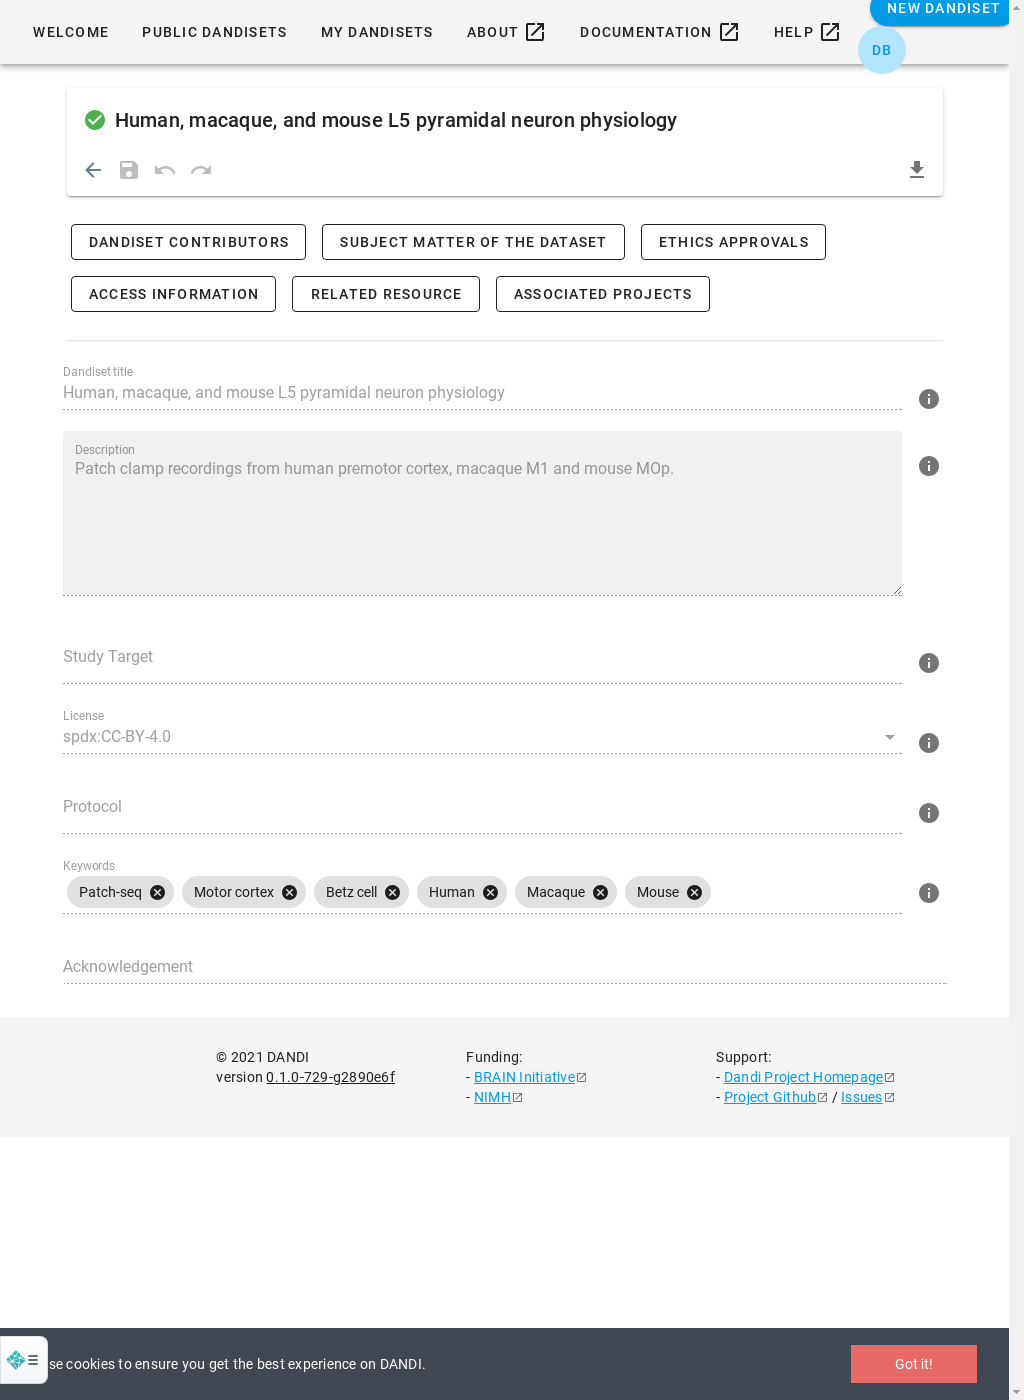 WELCOME PUBLIC DANDISETS MY DANDISETS ABOUT DOCUMENTATION HELP NEW DANDISET
DB
Human, macaque, and mouse L5 pyramidal neuron physiology
DANDISET CONTRIBUTORS SUBJECT MATTER OF THE DATASET ETHICS APPROVALS
ACCESS INFORMATION RELATED RESOURCE ASSOCIATED PROJECTS
Dandiset title
Human, macaque, and mouse L5 pyramidal neuron physiology
Description
Patch clamp recordings from human premotor cortex, macaque M1 and mouse MOp.
Study Target
License
spdx:CC-BY-4.0
Protocol
Keywords
Patch-seq Motor cortex Betz cell Human Macaque Mouse
Acknowledgement
© 2021 DANDI
version 0.1.0-729-g2890e6f
Funding:
- BRAIN Initiative
- NIMH
Support:
- Dandi Project Homepage
- Project Github / Issues
se cookies to ensure you get the best experience on DANDI.
Got it!